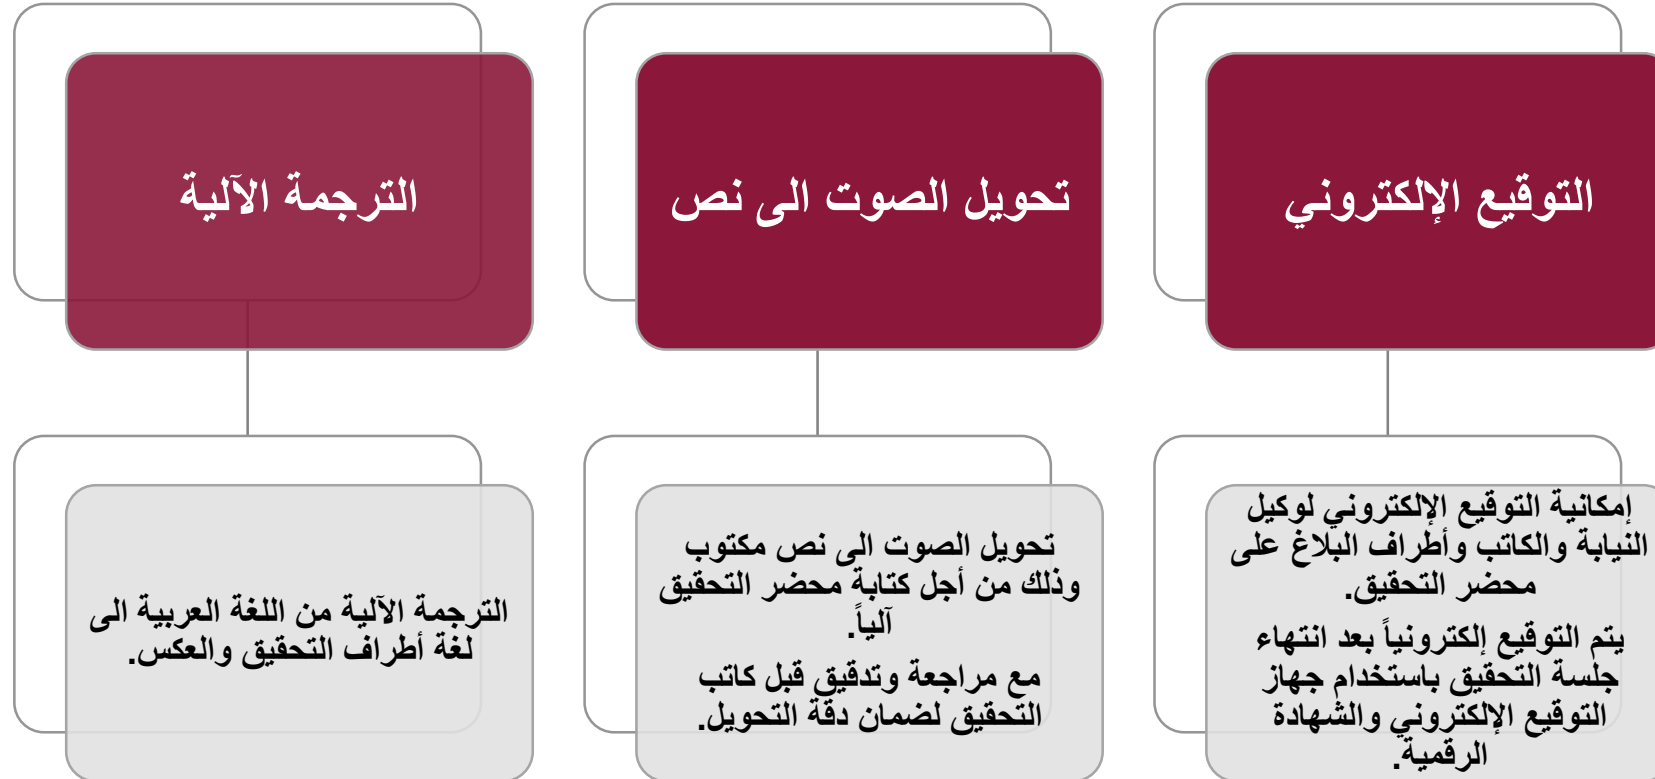 التوقيع الإلكتروني
إمكانية التوقيع الإلكتروني لوكيل
النيابة والكاتب وأطراف البلاغ على
محضر التحقيق.
يتم التوقيع إلكترونياً بعد انتهاء
جلسة التحقيق باستخدام جهاز
التوقيع الإلكتروني والشهادة
الرقمية.
تحويل الصوت الى نص
تحويل الصوت الى نص مكتوب
وذلك من أجل كتابة محضر التحقيق
آلياً.
مع مراجعة وتدقيق قبل كاتب
التحقيق لضمان دقة التحويل.
الترجمة الآلية
الترجمة الآلية من اللغة العربية الى
لغة أطراف التحقيق والعكس.